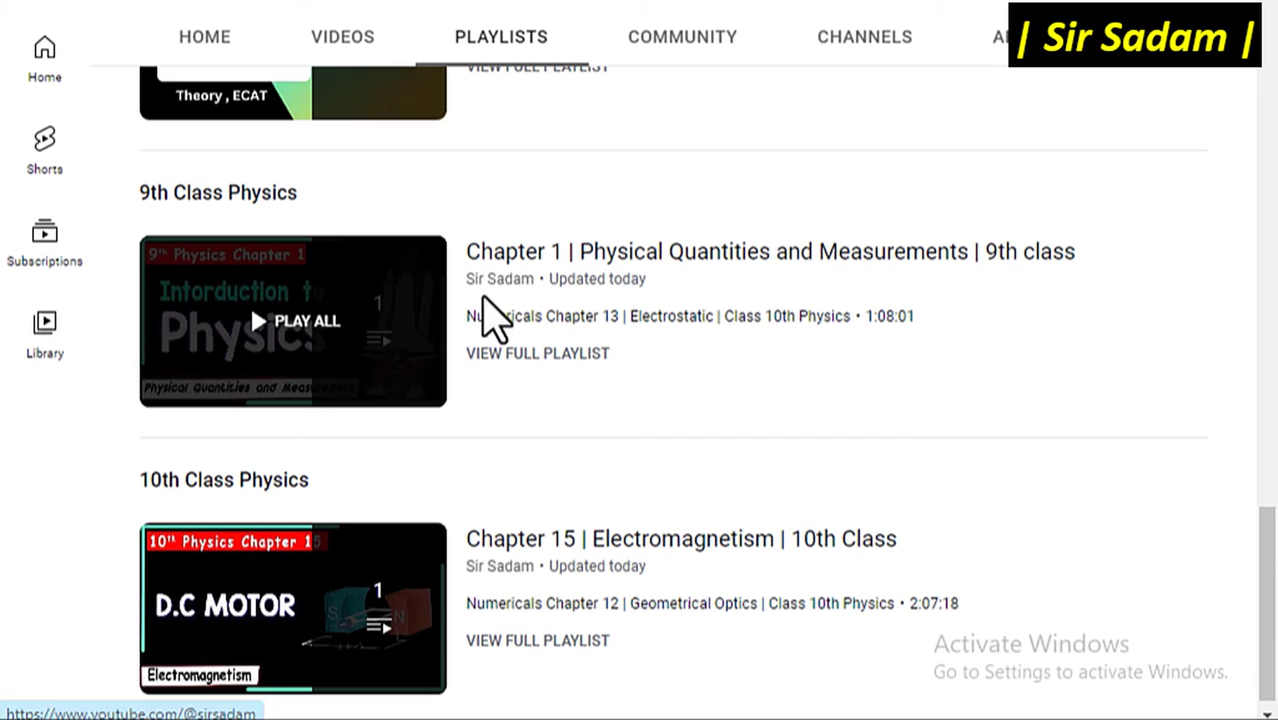 HOME VIDEOS PLAYLISTS COMMUNITY CHANNELS
| Sir Sadam |
Home
Shorts
Subscriptions
Library
VIEW FULL PLAYLIST
Theory , ECAT
9th Class Physics
9th Physics Chapter 1
Intorduction to
Physics
Physical Quantities and Measurement
1
PLAY ALL
Chapter 1 | Physical Quantities and Measurements | 9th class
Sir Sadam • Updated today
Numericals Chapter 13 | Electrostatic | Class 10th Physics • 1:08:01
VIEW FULL PLAYLIST
10th Class Physics
10th Physics Chapter 15
D.C MOTOR
S N
Electromagnetism
1
Chapter 15 | Electromagnetism | 10th Class
Sir Sadam • Updated today
Numericals Chapter 12 | Geometrical Optics | Class 10th Physics • 2:07:18
VIEW FULL PLAYLIST
Activate Windows
Go to Settings to activate Windows.
https://www.youtube.com/@sirsadam